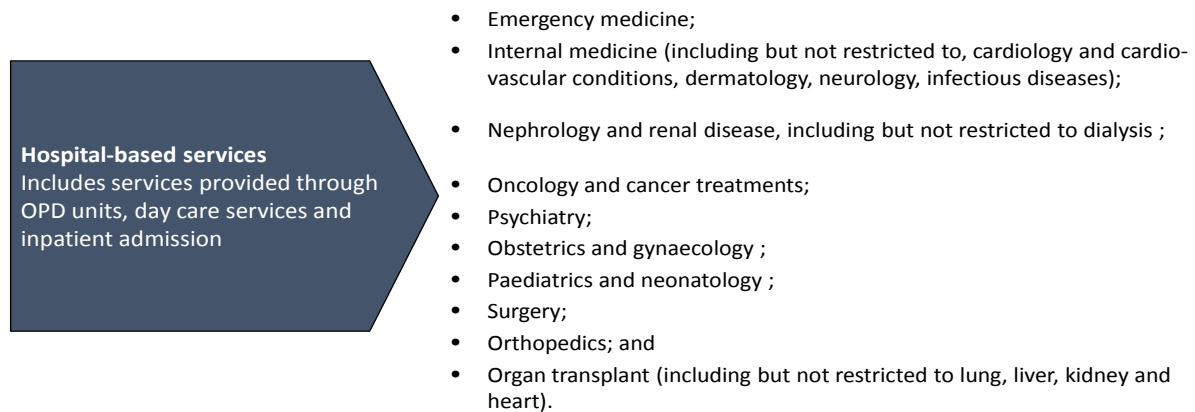 Hospital-based services
Includes services provided through
OPD units, day care services and
inpatient admission
• Emergency medicine;
• Internal medicine (including but not restricted to, cardiology and cardio-
vascular conditions, dermatology, neurology, infectious diseases);
• Nephrology and renal disease, including but not restricted to dialysis ;
• Oncology and cancer treatments;
• Psychiatry;
• Obstetrics and gynaecology ;
• Paediatrics and neonatology ;
• Surgery;
• Orthopedics; and
• Organ transplant (including but not restricted to lung, liver, kidney and
heart).